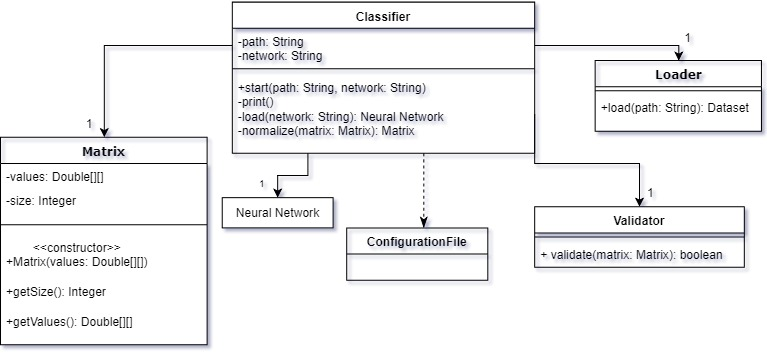 Classifier
-path: String
-network: String
+start(path: String, network: String)
-print()
-load(network: String): Neural Network
-normalize(matrix: Matrix): Matrix
1
Loader
+load(path: String): Dataset
1
Matrix
-values: Double[][]
-size: Integer
<<constructor>>
+Matrix(values: Double[][])
+getSize(): Integer
+getValues(): Double[][]
1
Neural Network
ConfigurationFile
1
Validator
+ validate(matrix: Matrix): boolean